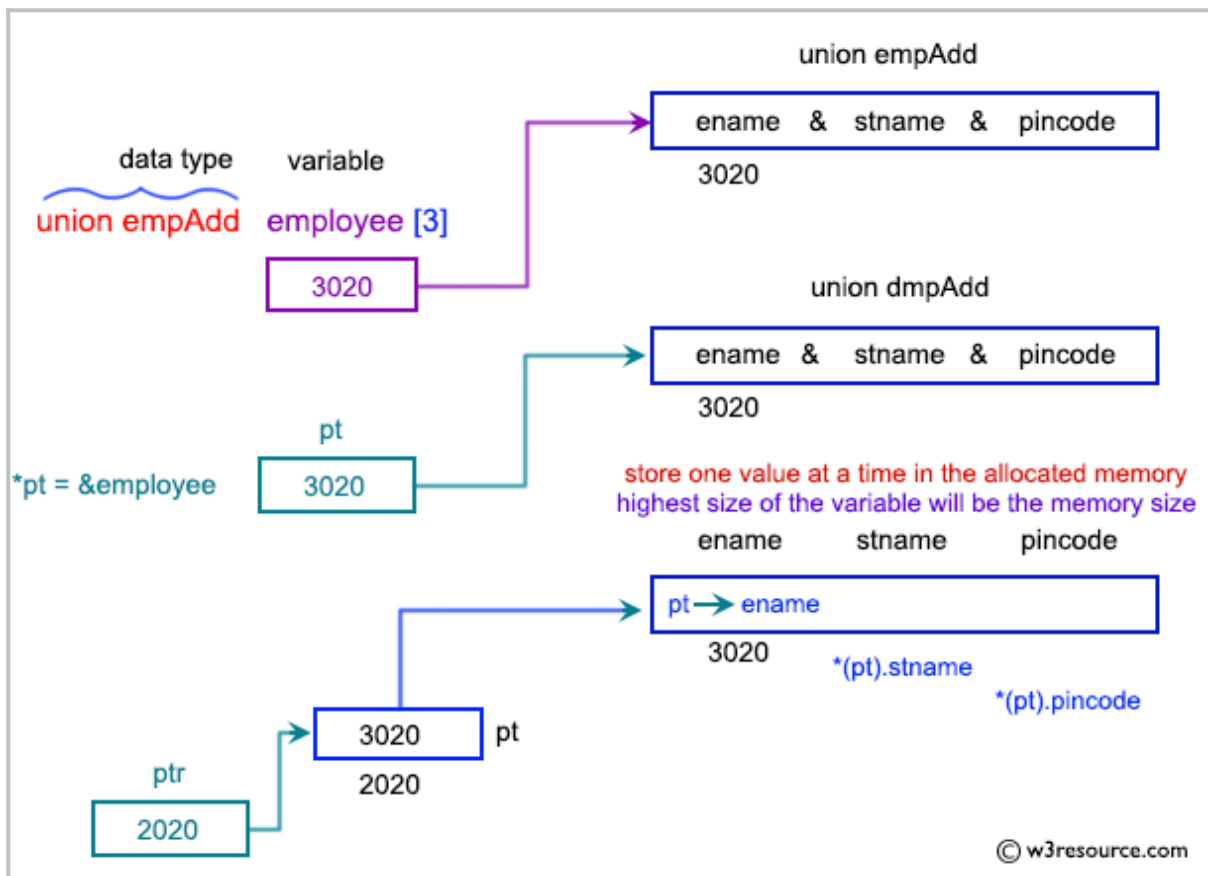 union empAdd
ename & stname & pincode
3020
data type variable
union empAdd employee [3]
3020
union dmpAdd
ename & stname & pincode
3020
pt
*pt = &employee 3020
store one value at a time in the allocated memory
highest size of the variable will be the memory size
ename stname pincode
pt ename
3020
*(pt).stname
*(pt).pincode
3020 pt
2020
ptr
2020
© w3resource.com